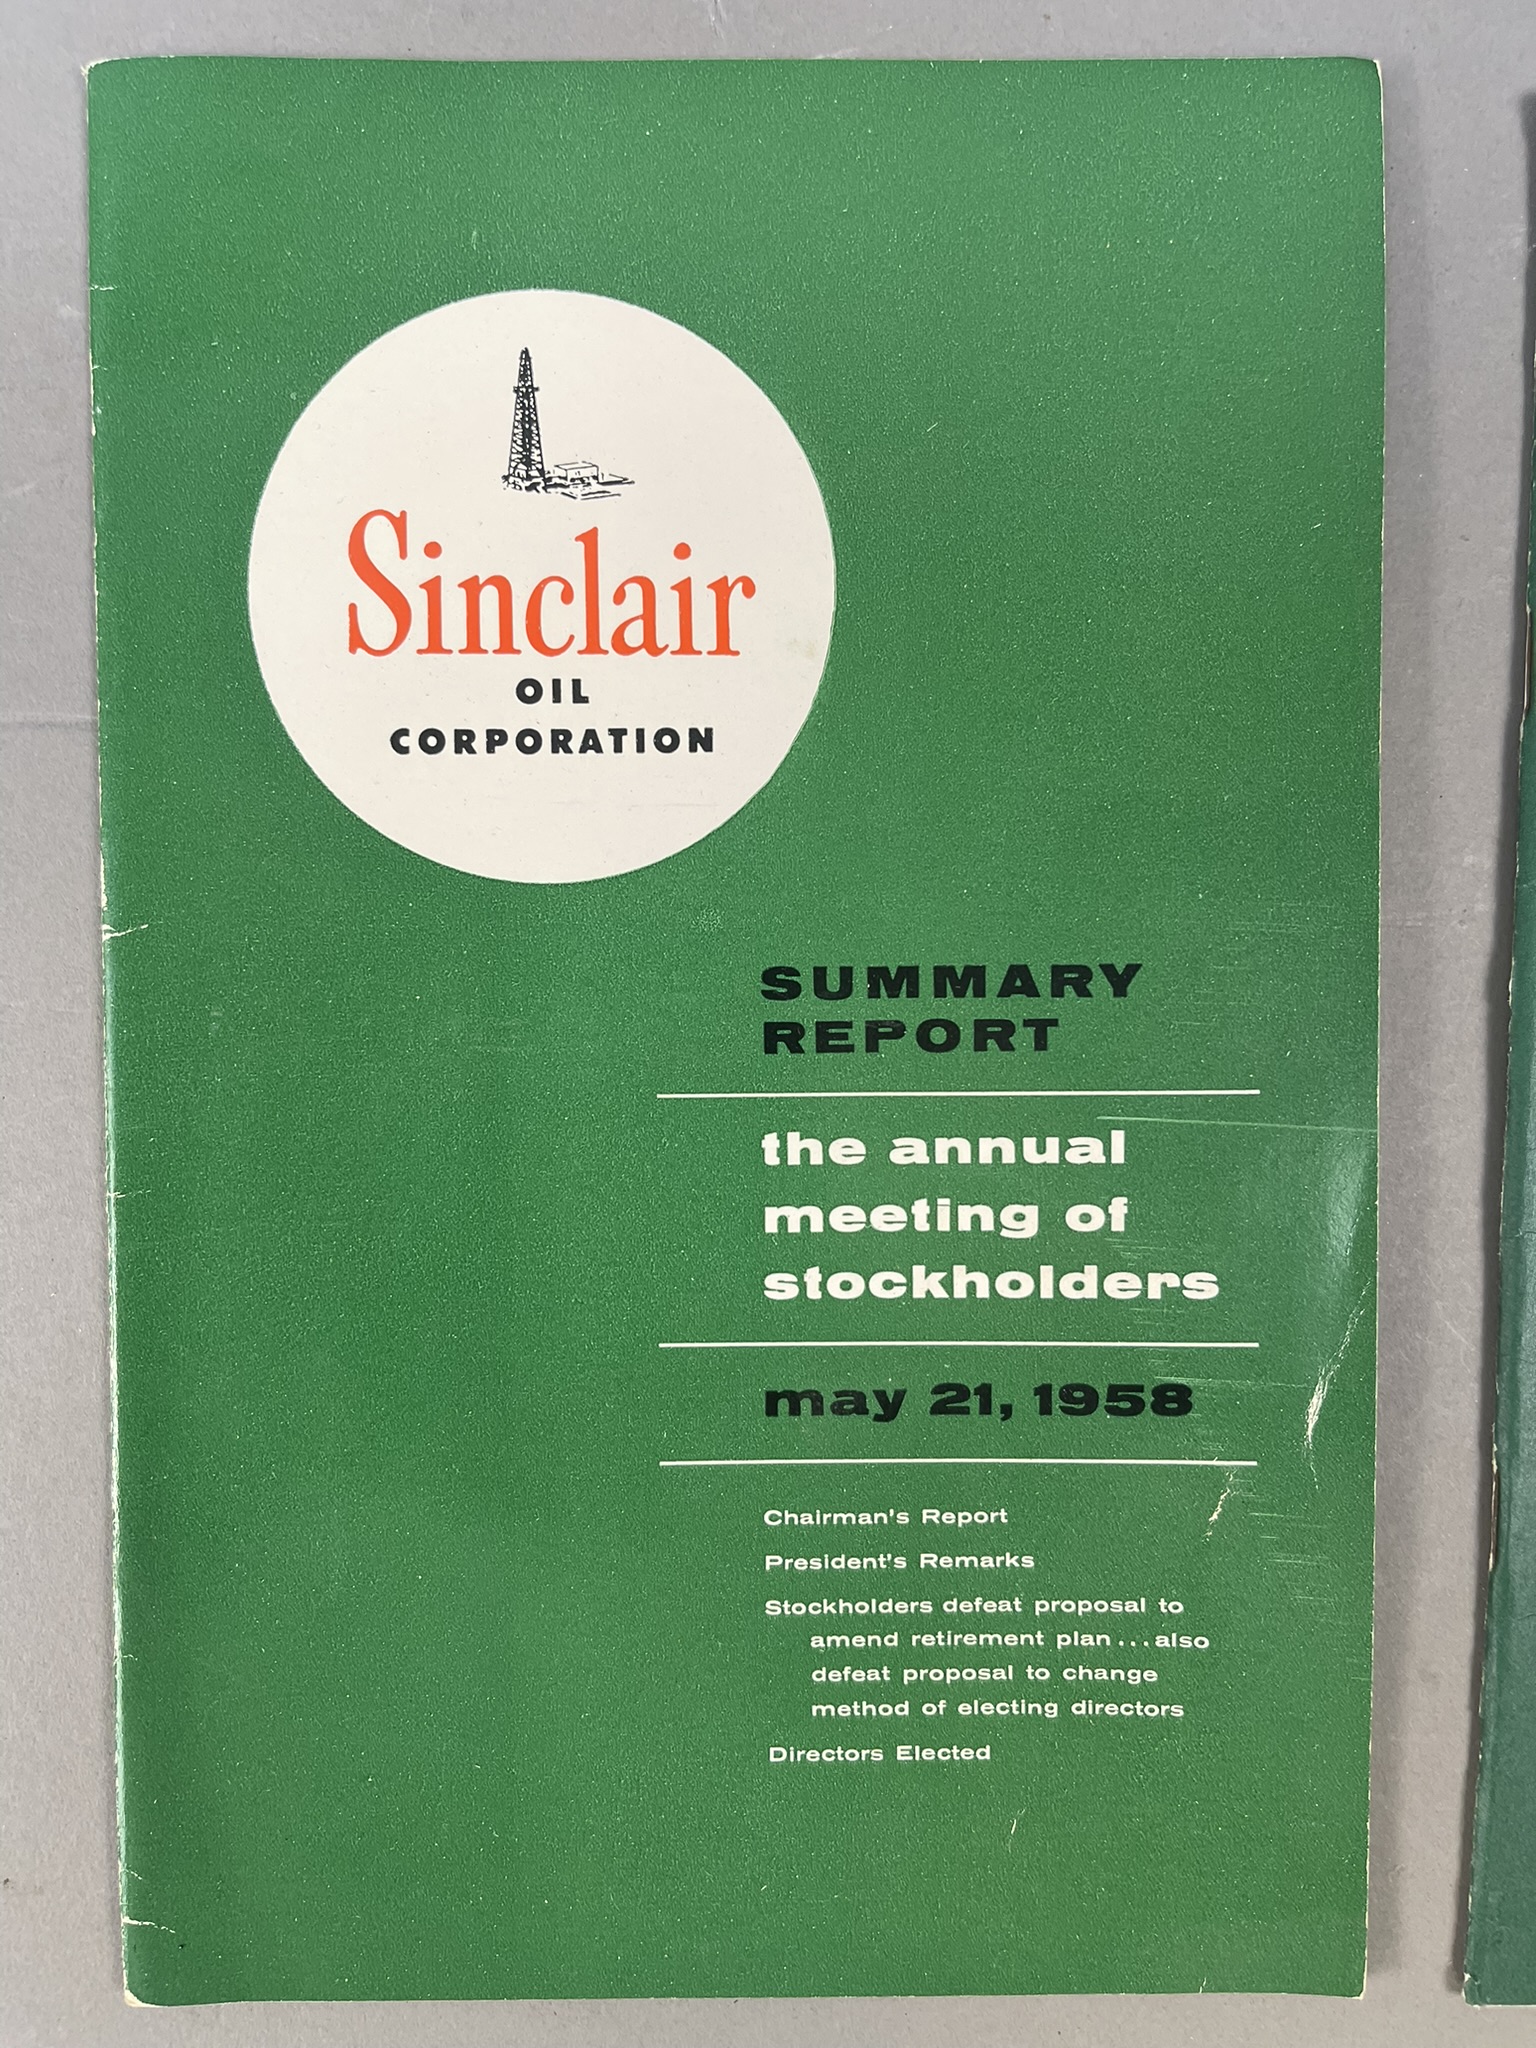 Sinclair
OIL
CORPORATION
SUMMARY
REPORT
the annual
meeting of
stockholders
may 21, 1958
Chairman's Report
President's Remarks
Stockholders defeat proposal to
amend retirement plan...also
defeat proposal to change
method of electing directors
Directors Elected